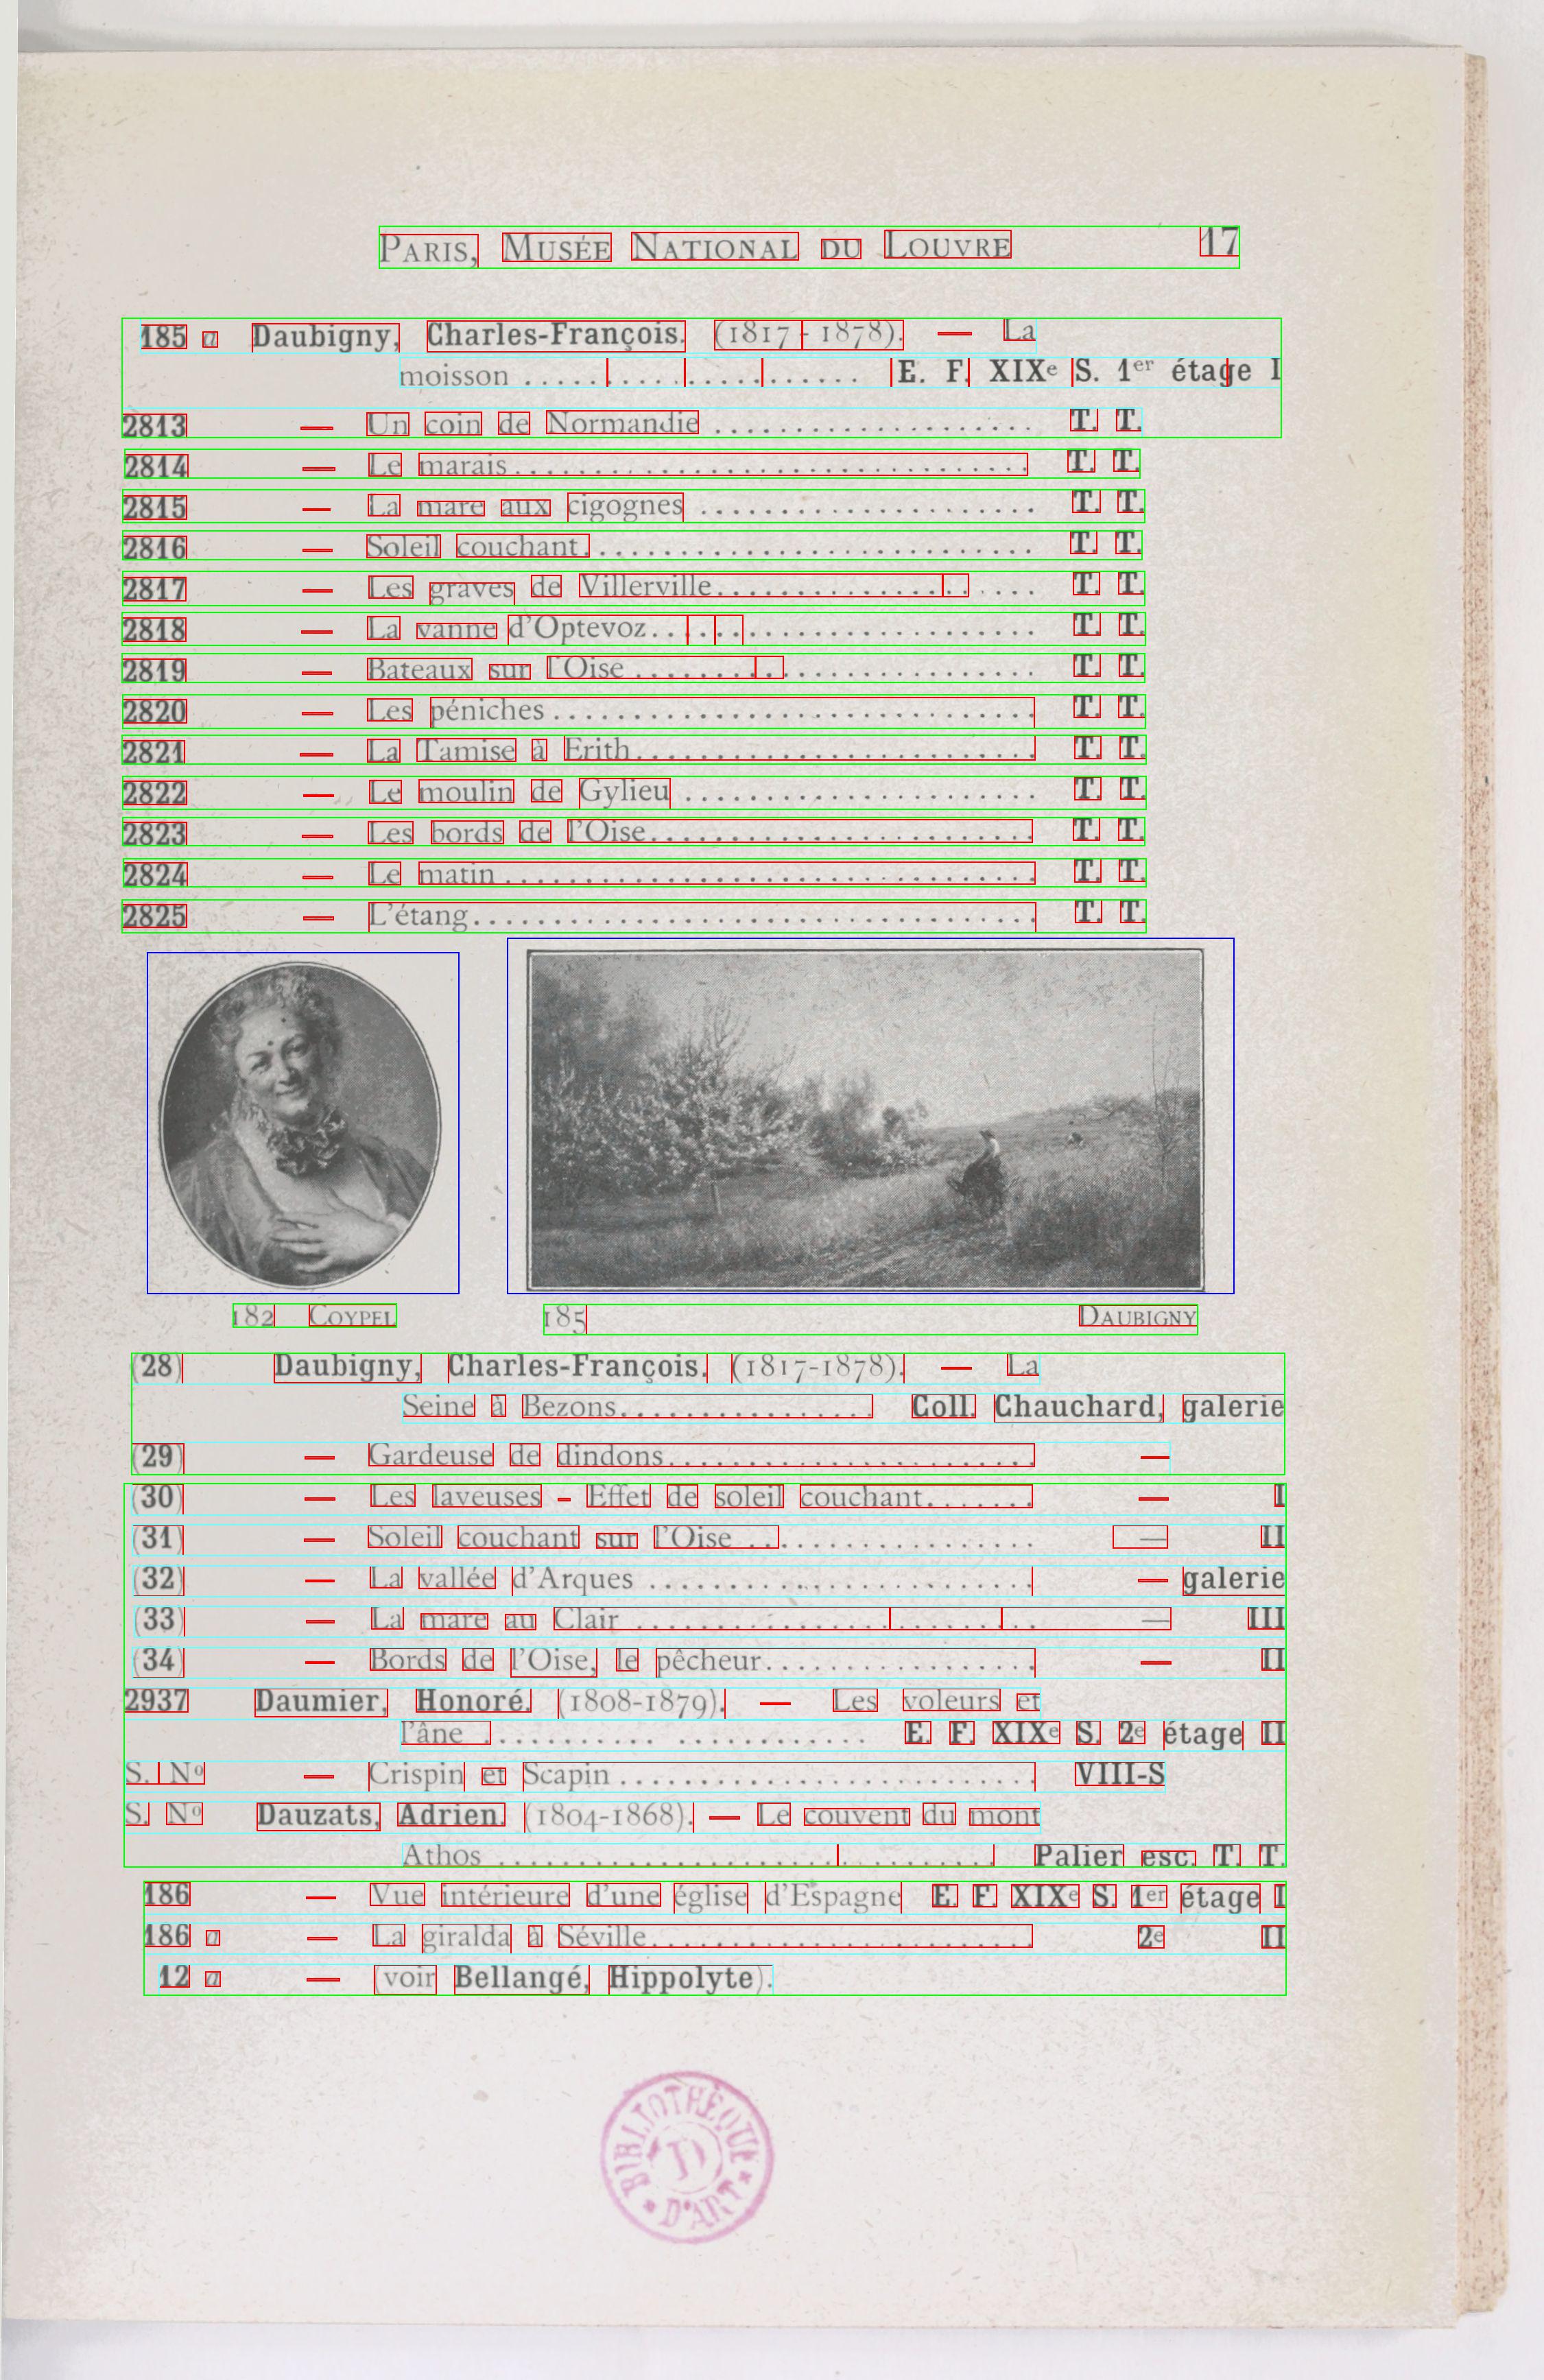 PARIS, MUSÉE NATIONAL DU LOUVRE 17
185 a Daubigny, Charles-François. (1817 - 1878). — La
moisson ..................... E. F. XIXe S. 1er étage I
2813 — Un coin de Normandie .................... T. T.
2814 — Le marais............................... T. T.
2815 — La mare aux cigognes .................... T. T.
2816 — Soleil couchant............................ T. T.
2817 — Les graves de Villerville.................... T. T.
2818 — La vanne d'Optevoz........................ T. T.
2819 — Bateaux sur l'Oise ......................... T. T.
2820 — Les péniches............................... T. T.
2821 — La Tamise à Erith.......................... T. T.
2822 — Le moulin de Gylieu ...................... T. T.
2823 — Les bords de l'Oise........................ T. T.
2824 — Le matin.................................. T. T.
2825 — L'étang.................................... T. T.
182 COYPEL 185 DAUBIGNY
(28) Daubigny, Charles-François. (1817-1878). — La
Seine à Bezons................ Coll. Chauchard, galerie
(29) — Gardeuse de dindons....................... —
(30) — Les laveuses - Effet de soleil couchant....... — I
(31) — Soleil couchant sur l'Oise .................. — II
(32) — La vallée d'Arques ........................ — galerie
(33) — La mare au Clair .......................... — III
(34) — Bords de l'Oise, le pêcheur................. — II
2937 Daumier, Honoré. (1808-1879). — Les voleurs et
l'âne ........................ E. F. XIXe S. 2e étage II
S. No — Crispin et Scapin ........................... VIII-S
S. No Dauzats, Adrien. (1804-1868). — Le couvent du mont
Athos ................................ Palier esc. T. T.
186 — Vue intérieure d'une église d'Espagne E. F. XIXe S. 1er étage I
186 a — La giralda à Séville......................... 2e II
12 a — (voir Bellangé, Hippolyte).
BIBLIOTHÈQUE
D
D'ART